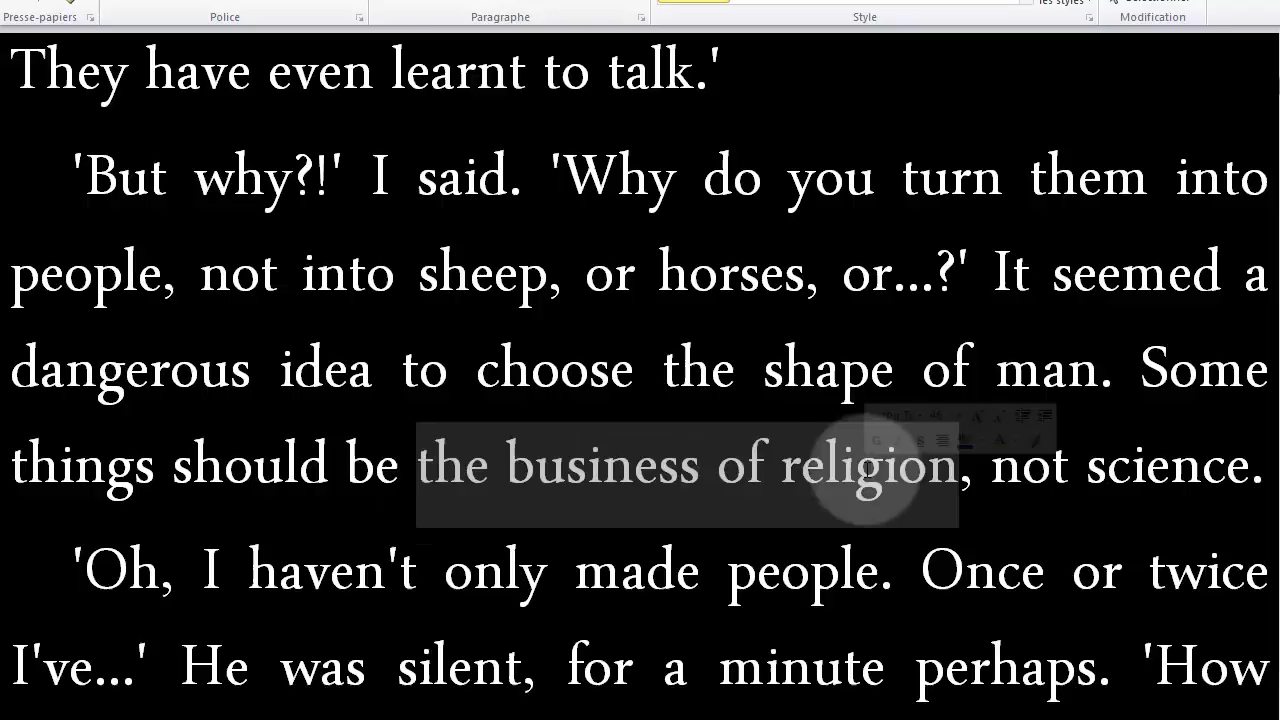 Presse-papiers Police Paragraphe Style Modification
They have even learnt to talk.'
'But why?!' I said. 'Why do you turn them into
people, not into sheep, or horses, or...?' It seemed a
dangerous idea to choose the shape of man. Some
things should be the business of religion, not science.
'Oh, I haven't only made people. Once or twice
I've...' He was silent, for a minute perhaps. 'How